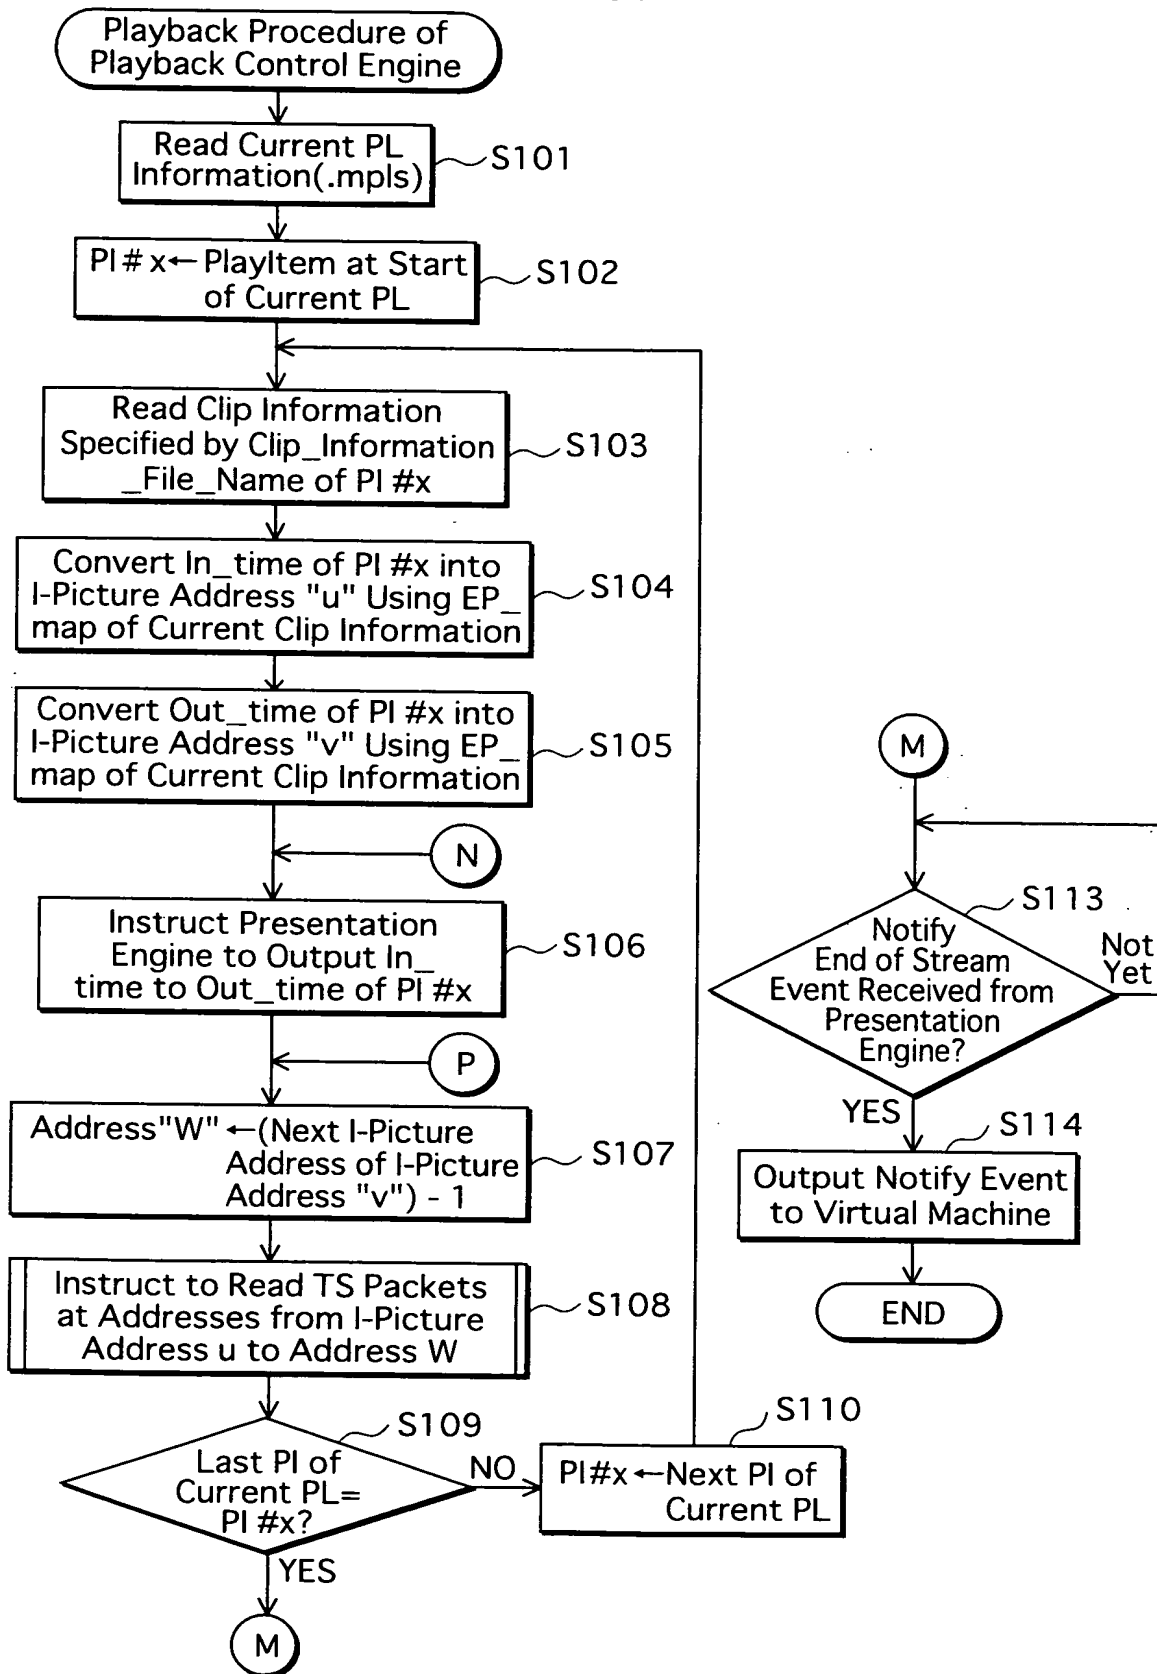 Playback Procedure of
Playback Control Engine
Read Current PL
Information(.mpls)
S101
PI # x←PlayItem at Start
of Current PL
S102
Read Clip Information
Specified by Clip_Information
_File_Name of PI #x
S103
Convert In_time of PI #x into
I-Picture Address "u" Using EP_
map of Current Clip Information
S104
Convert Out_time of PI #x into
I-Picture Address "v" Using EP_
map of Current Clip Information
S105
N
Instruct Presentation
Engine to Output In_
time to Out_time of PI #x
S106
P
Address"W"←(Next I-Picture
Address of I-Picture
Address "v") - 1
S107
Instruct to Read TS Packets
at Addresses from I-Picture
Address u to Address W
S108
S109
Last PI of
Current PL=
PI #x?
NO
YES
M
S110
PI#x←Next PI of
Current PL
M
S113
Notify
End of Stream
Event Received from
Presentation
Engine?
Not
Yet
YES
S114
Output Notify Event
to Virtual Machine
END